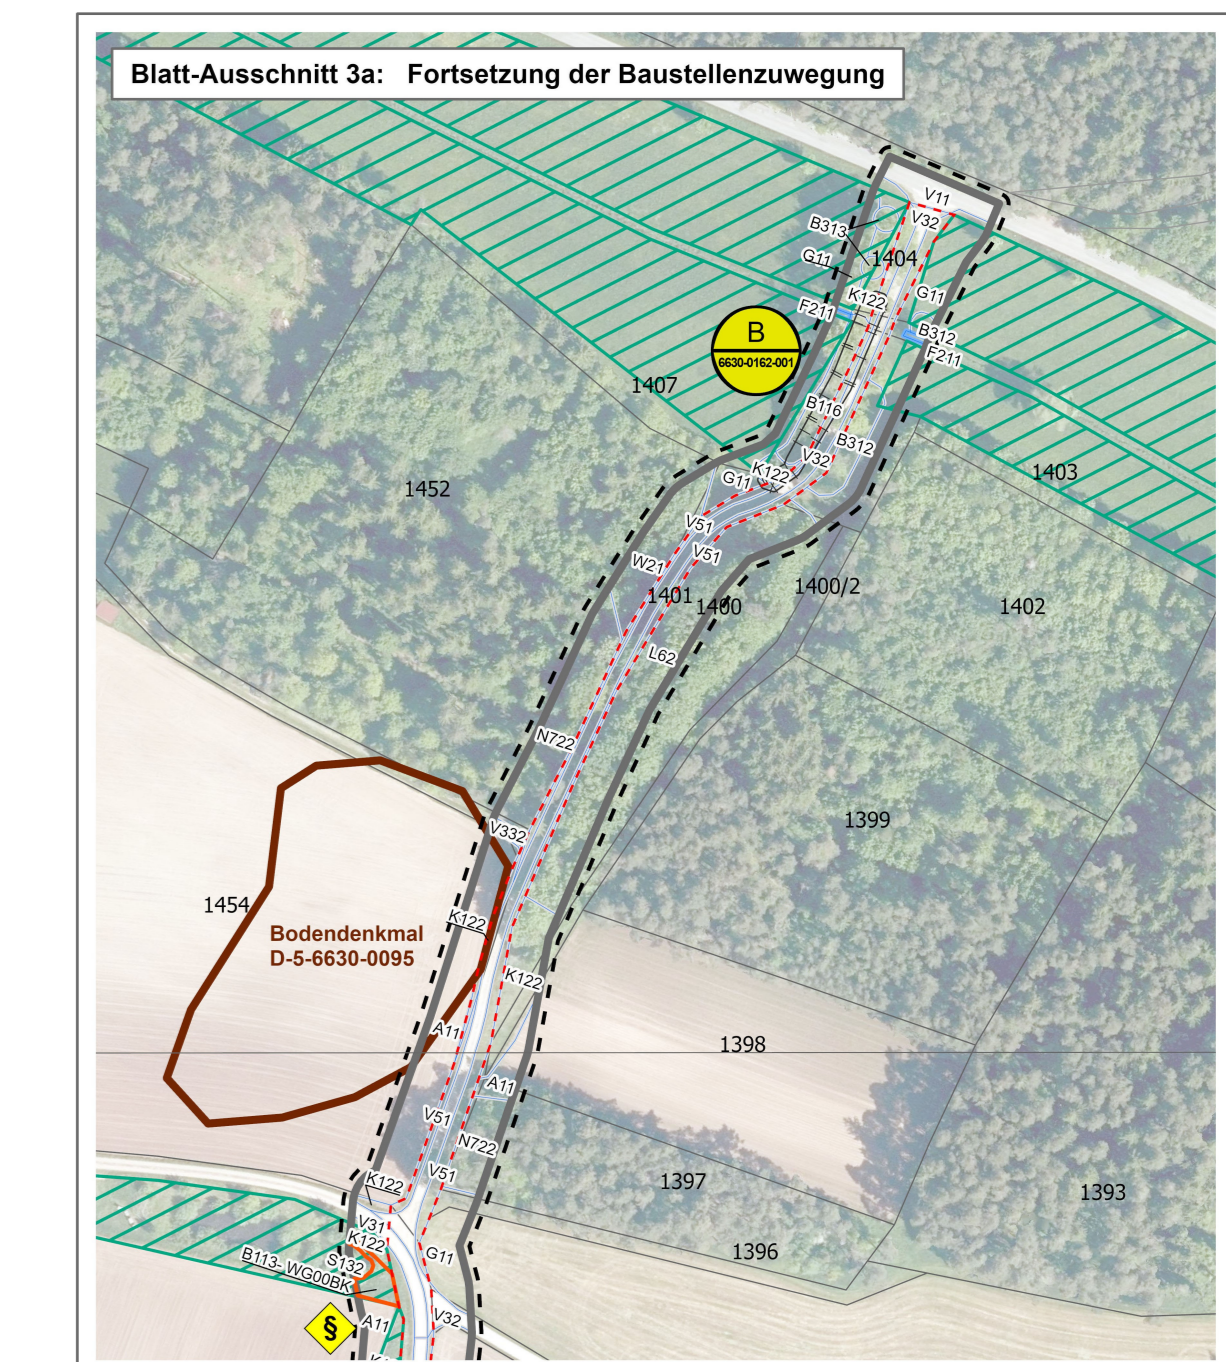 Blatt-Ausschnitt 3a: Fortsetzung der Baustellenzuwegung
V11
V32
B313
1404
G11
G11
K122
F211
B312
F211
B
6630-0162-001
1407
B116
B312
V32
1403
K122
G11
1452
V51
V51
W21
1401
1400
1400/2
1402
L62
N722
1399
V332
1454
K122
Bodendenkmal
D-5-6630-0095
K122
A11
1398
A11
V51
N722
V51
1397
K122
1393
V31
K122
G11
1396
S132
B113- WG00BK
V32
A11
§